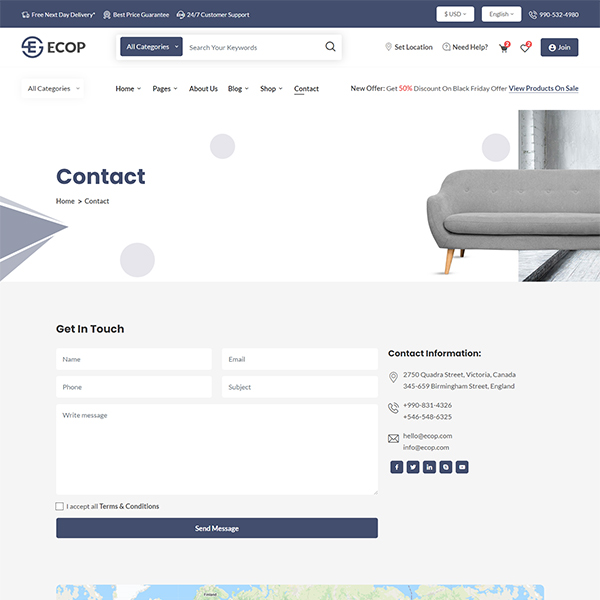 Free Next Day Delivery* Best Price Guarantee 24/7 Customer Support $ USD English 990-532-4980
ECOP All Categories Search Your Keywords Set Location Need Help? 2 2 Join
All Categories Home Pages About Us Blog Shop Contact New Offer: Get 50% Discount On Black Friday Offer View Products On Sale
Contact
Home > Contact
Get In Touch
Name Email
Phone Subject
Write message
I accept all Terms & Conditions
Send Message
Contact Information:
2750 Quadra Street, Victoria, Canada
345-659 Birmingham Street, England
+990-831-4326
+546-548-6325
hello@ecop.com
info@ecop.com
Finland